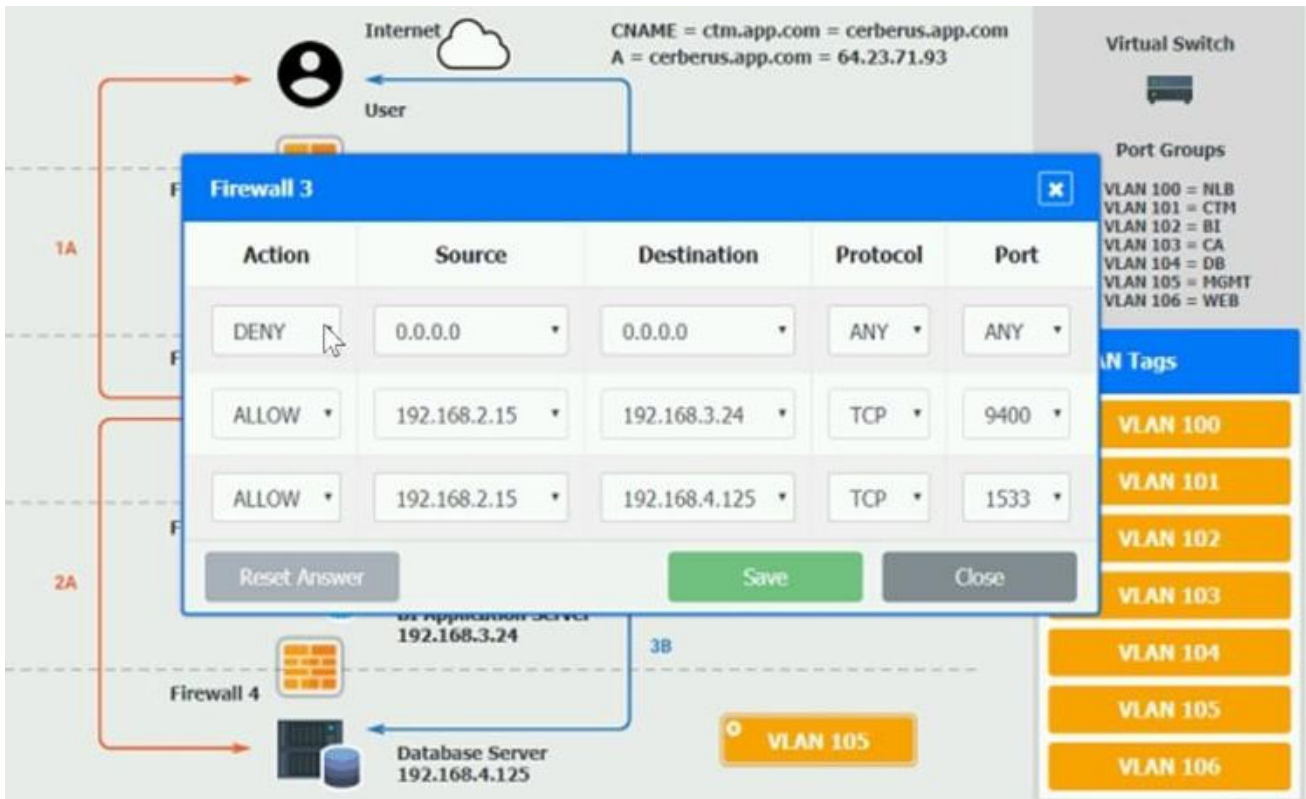 Internet
CNAME = ctm.app.com = cerberus.app.com
A = cerberus.app.com = 64.23.71.93
User
Virtual Switch
Port Groups
VLAN 100 = NLB
VLAN 101 = CTM
VLAN 102 = BI
VLAN 103 = CA
VLAN 104 = DB
VLAN 105 = MGMT
VLAN 106 = WEB
1A
Firewall 3
Action Source Destination Protocol Port
DENY 0.0.0.0 0.0.0.0 ANY ANY
ALLOW 192.168.2.15 192.168.3.24 TCP 9400
ALLOW 192.168.2.15 192.168.4.125 TCP 1533
Reset Answer Save Close
Tags
VLAN 100
VLAN 101
VLAN 102
VLAN 103
VLAN 104
VLAN 105
VLAN 106
2A
BI Application Server
192.168.3.24
3B
Firewall 4
Database Server
192.168.4.125
VLAN 105